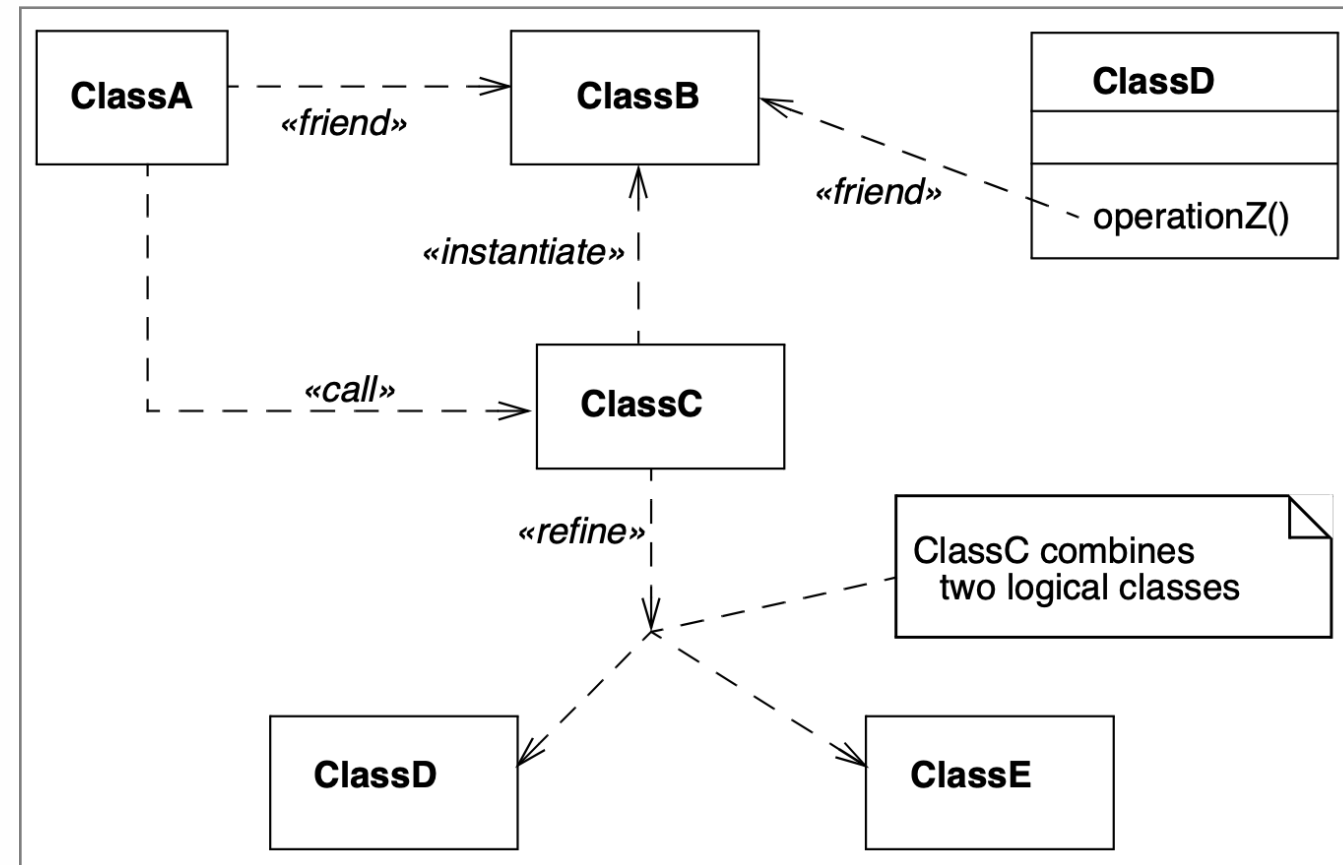 ClassA
«friend»
ClassB
ClassD
«friend»
operationZ()
«instantiate»
«call»
ClassC
«refine»
ClassC combines
two logical classes
ClassD
ClassE